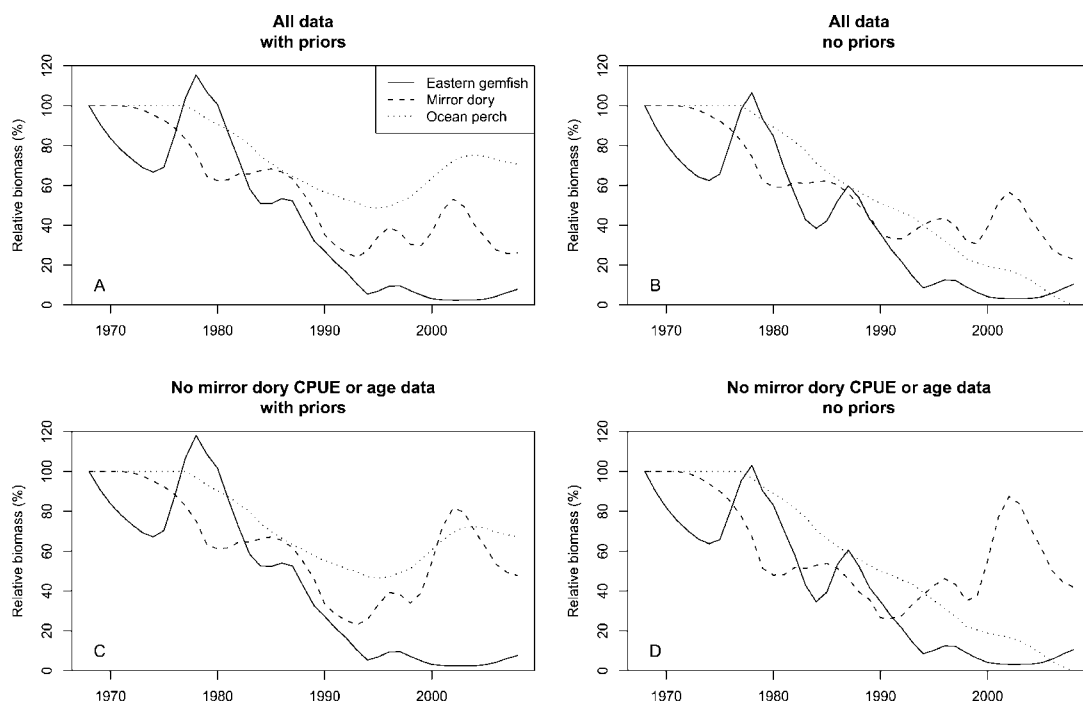 All data
with priors
Relative biomass (%)
120
100
80
60
40
20
0
Eastern gemfish
Mirror dory
Ocean perch
A
1970
1980
1990
2000
All data
no priors
Relative biomass (%)
120
100
80
60
40
20
0
B
1970
1980
1990
2000
No mirror dory CPUE or age data
with priors
Relative biomass (%)
120
100
80
60
40
20
0
C
1970
1980
1990
2000
No mirror dory CPUE or age data
no priors
Relative biomass (%)
120
100
80
60
40
20
0
D
1970
1980
1990
2000